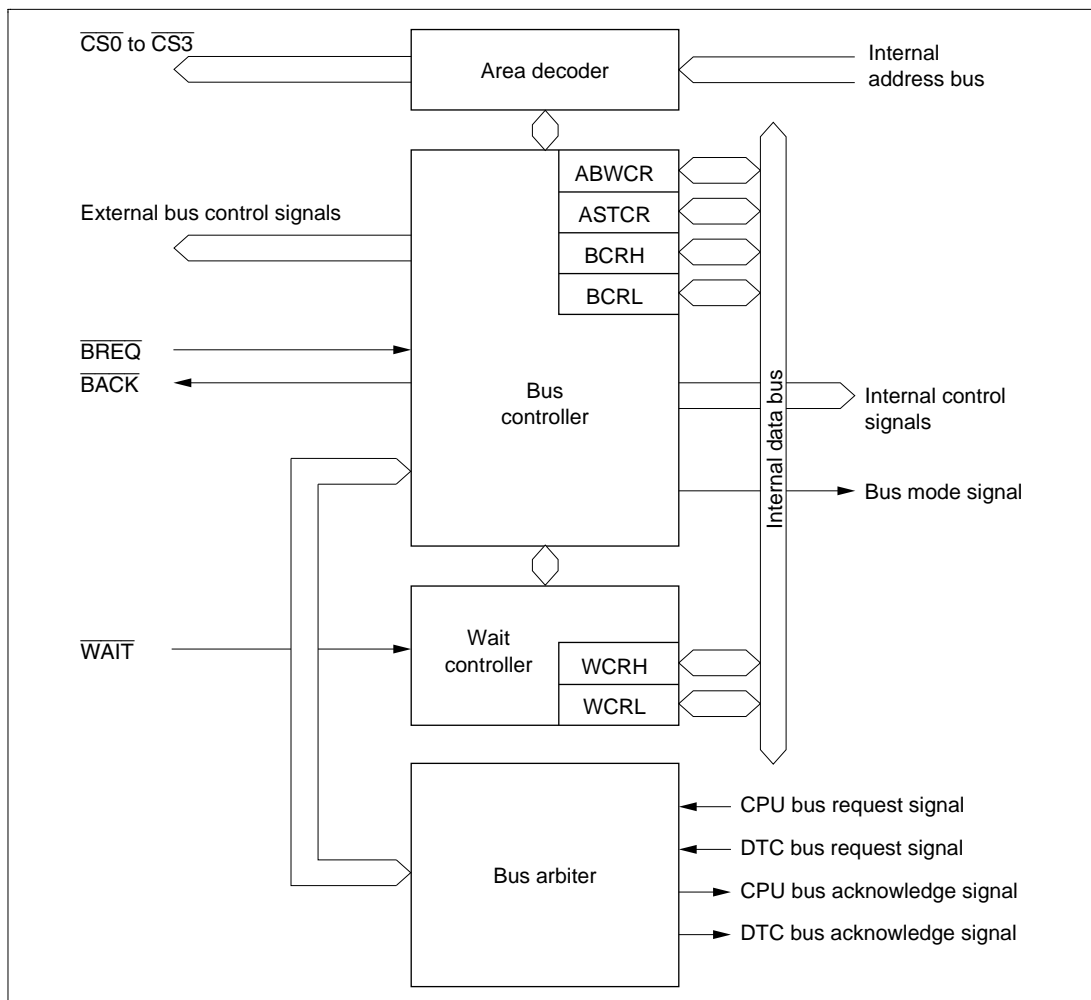 CS0 to CS3
Area decoder
Internal
address bus
ABWCR
ASTCR
BCRH
BCRL
External bus control signals
BREQ
BACK
Bus
controller
Internal data bus
Internal control
signals
Bus mode signal
WAIT
Wait
controller
WCRH
WCRL
Bus arbiter
CPU bus request signal
DTC bus request signal
CPU bus acknowledge signal
DTC bus acknowledge signal